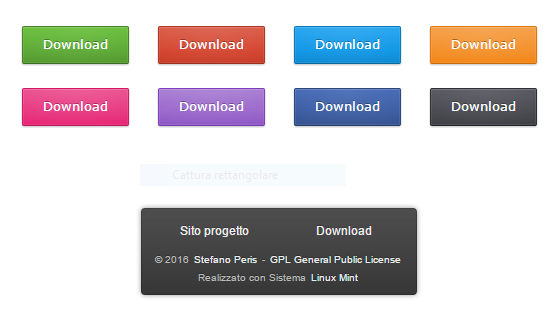 Download Download Download Download
Download Download Download Download
Cattura rettangolare
Sito progetto Download
© 2016 Stefano Peris - GPL General Public License
Realizzato con Sistema Linux Mint